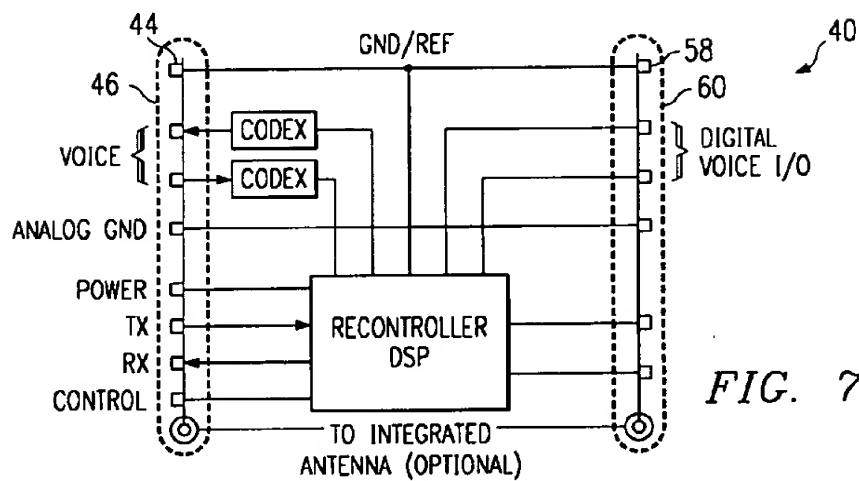 44
GND/REF
58
40
46
60
CODEX
VOICE
CODEX
DIGITAL
VOICE I/O
ANALOG GND
POWER
TX
RECONTROLLER
DSP
RX
CONTROL
FIG. 7
TO INTEGRATED
ANTENNA (OPTIONAL)